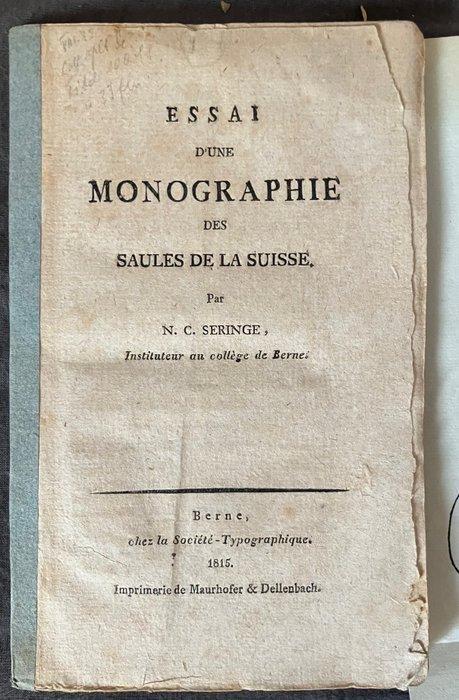 ESSAI
D'UNE
MONOGRAPHIE
DES
SAULES DE LA SUISSE.
Par
N. C. SERINGE,
Instituteur au collège de Berne.
Berne,
chez la Société-Typographique.
1815.
Imprimerie de Maurhofer & Dellenbach.